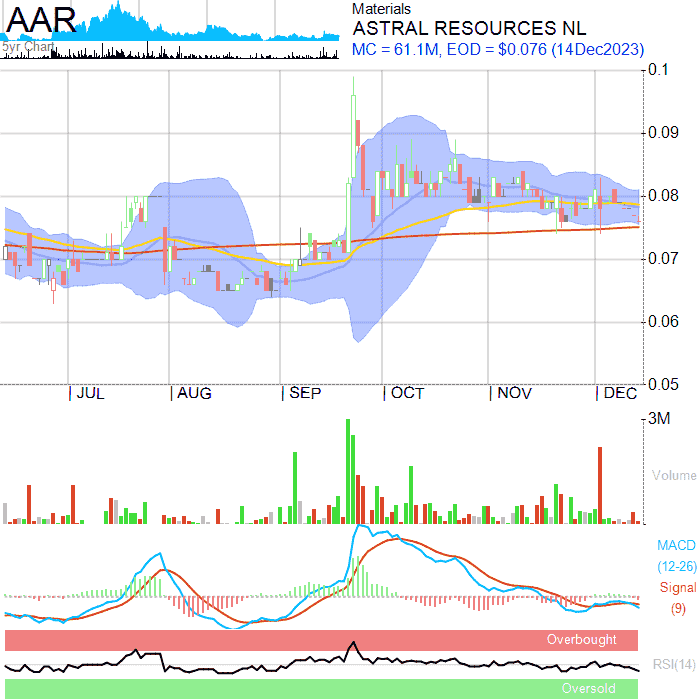 AAR
5yr Chart
Materials
ASTRAL RESOURCES NL
MC = 61.1M, EOD = $0.076 (14Dec2023)
0.1
0.09
0.08
0.07
0.06
0.05
JUL AUG SEP OCT NOV DEC
3M
Volume
MACD
(12-26)
Signal
(9)
Overbought
RSI(14)
Oversold